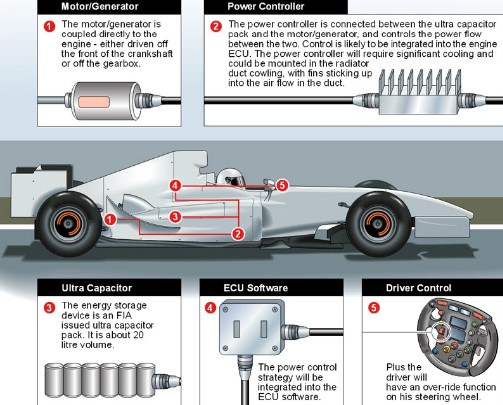 Motor/Generator
1 The motor/generator is
coupled directly to the
engine - either driven off
the front of the crankshaft
or off the gearbox.
Power Controller
2 The power controller is connected between the ultra capacitor
pack and the motor/generator, and controls the power flow
between the two. Control is likely to be integrated into the engine
ECU. The power controller will require significant cooling and
could be mounted in the radiator
duct cowling, with fins sticking up
into the air flow in the duct.
4
5
1
3
2
Ultra Capacitor
3 The energy storage
device is an FIA
issued ultra capacitor
pack. It is about 20
litre volume.
ECU Software
4
The power control
strategy will be
integrated into the
ECU software.
Driver Control
5
Plus the
driver will
have an over-ride function
on his steering wheel.